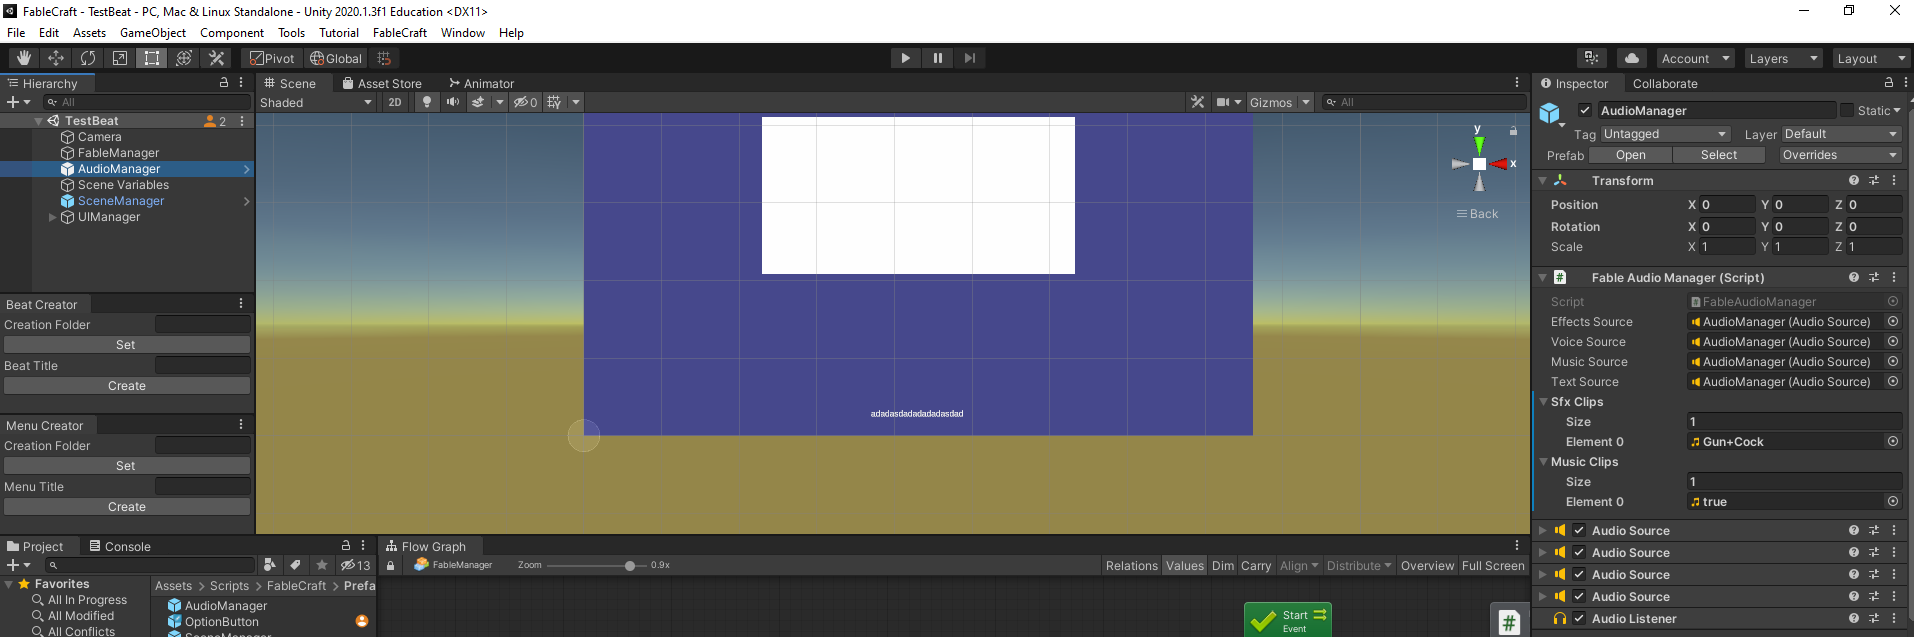 FableCraft - TestBeat - PC, Mac & Linux Standalone - Unity 2020.1.3f1 Education <DX11>
File Edit Assets GameObject Component Tools Tutorial FableCraft Window Help
Pivot Global Account Layers Layout
Hierarchy
All
TestBeat 2
Camera
FableManager
AudioManager
Scene Variables
SceneManager
UIManager
Beat Creator
Creation Folder
Set
Beat Title
Create
Menu Creator
Creation Folder
Set
Menu Title
Create
Scene Asset Store Animator
Shaded 2D 0 Gizmos All
y
x
Back
adadasdadadadadasdad
Project Console
13
Favorites
All In Progress
All Modified
All Conflicts
Assets > Scripts > FableCraft > Prefa
AudioManager
OptionButton
SceneManager
Flow Graph
FableManager Zoom 0.9x Relations Values Dim Carry Align Distribute Overview Full Screen
Start
Event
#
Inspector Collaborate
AudioManager Static
Tag Untagged Layer Default
Prefab Open Select Overrides
Transform
Position X 0 Y 0 Z 0
Rotation X 0 Y 0 Z 0
Scale X 1 Y 1 Z 1
# Fable Audio Manager (Script)
Script FableAudioManager
Effects Source AudioManager (Audio Source)
Voice Source AudioManager (Audio Source)
Music Source AudioManager (Audio Source)
Text Source AudioManager (Audio Source)
Sfx Clips
Size 1
Element 0 Gun+Cock
Music Clips
Size 1
Element 0 true
Audio Source
Audio Source
Audio Source
Audio Source
Audio Listener